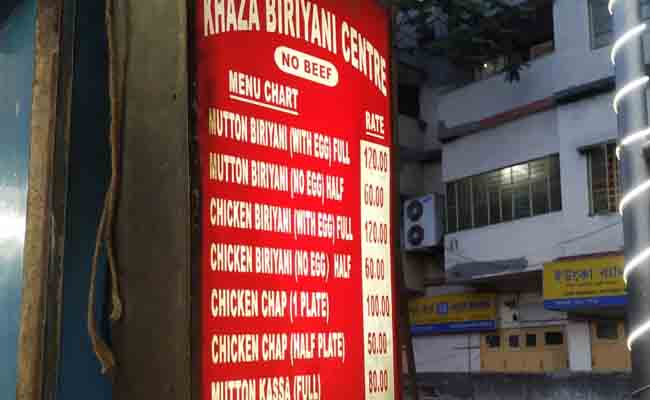 KHAZA BIRIYANI CENTRE
NO BEEF
MENU CHART RATE
MUTTON BIRIYANI (WITH EGG) FULL 120.00
MUTTON BIRIYANI (NO EGG) HALF 60.00
CHICKEN BIRIYANI (WITH EGG) FULL 120.00
CHICKEN BIRIYANI (NO EGG) HALF 60.00
CHICKEN CHAP (1 PLATE) 100.00
CHICKEN CHAP (HALF PLATE) 50.00
MUTTON KASSA (FULL) 80.00
ইউকো